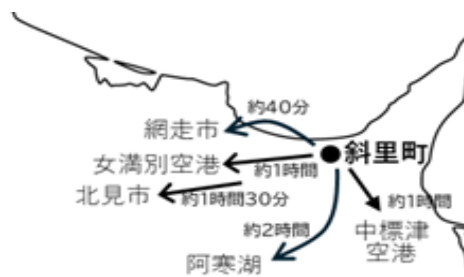 約40分
網走市
斜里町
女満別空港
約1時間
北見市
約1時間30分
約1時間
約2時間
中標津
空港
阿寒湖